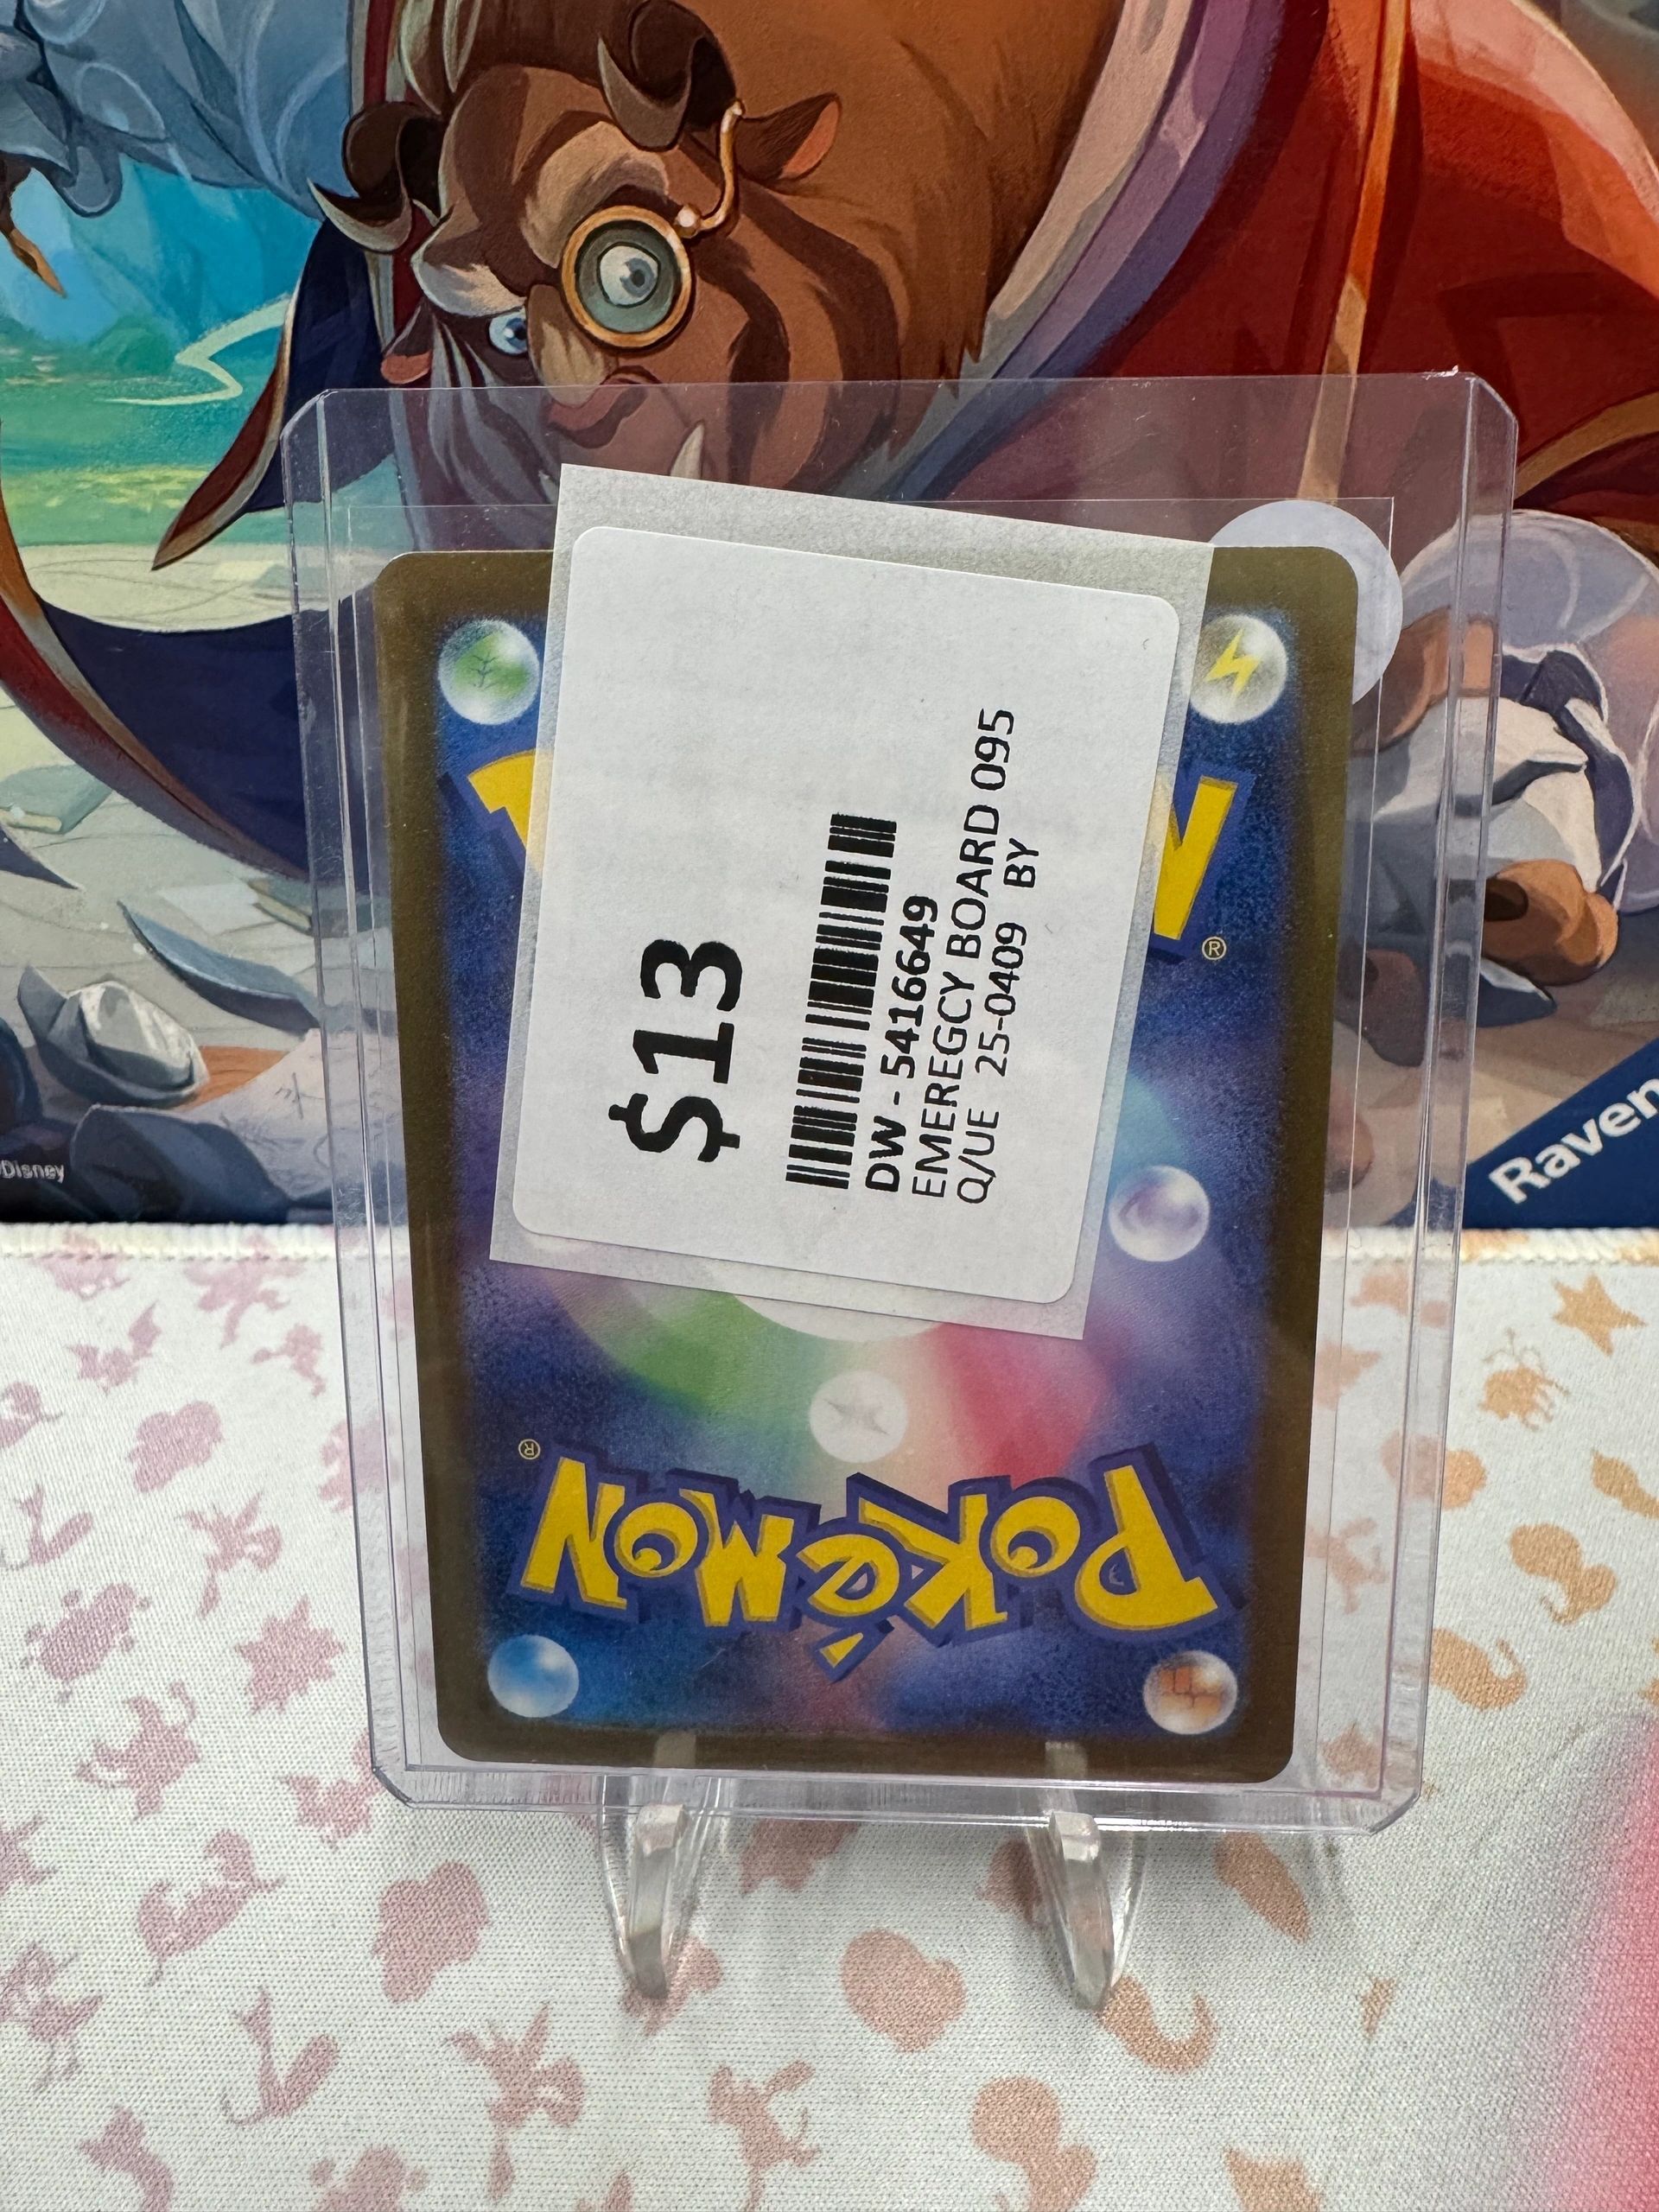 ©Disney
Raven
$13
DW - 5416649
EMEREGCY BOARD 095
Q/UE 25-0409 BY
N
®
®
POKéMON